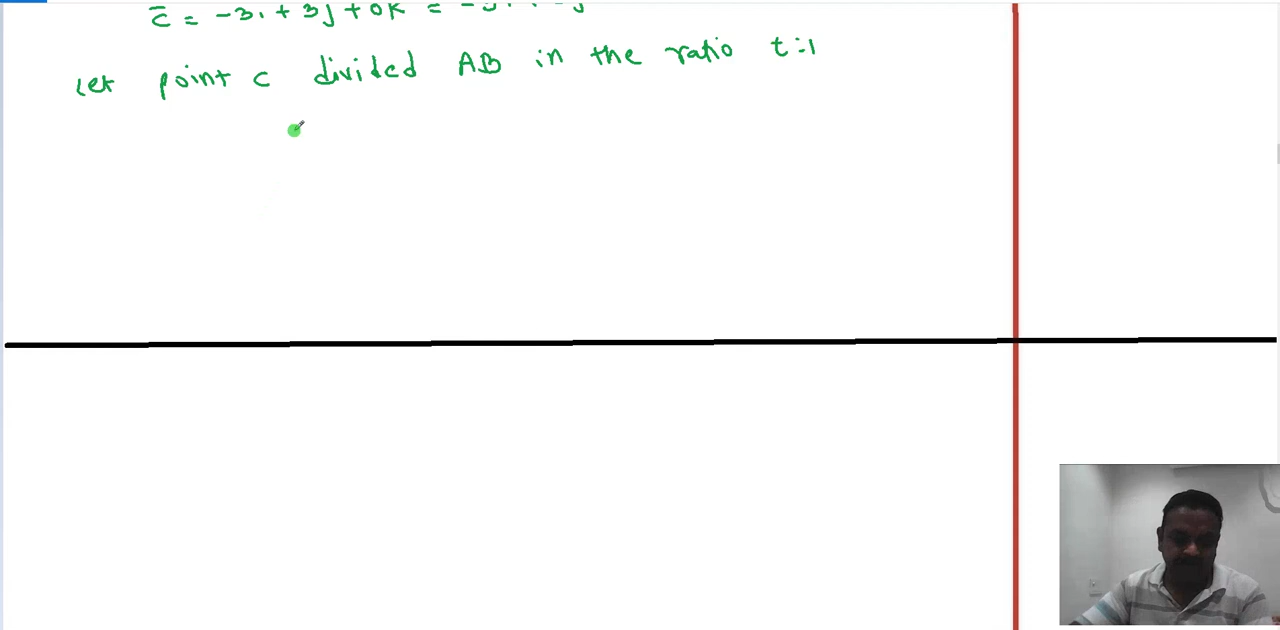 c̄ = -3i + 3j + 0k =
Let point c divided AB in the ratio t:1